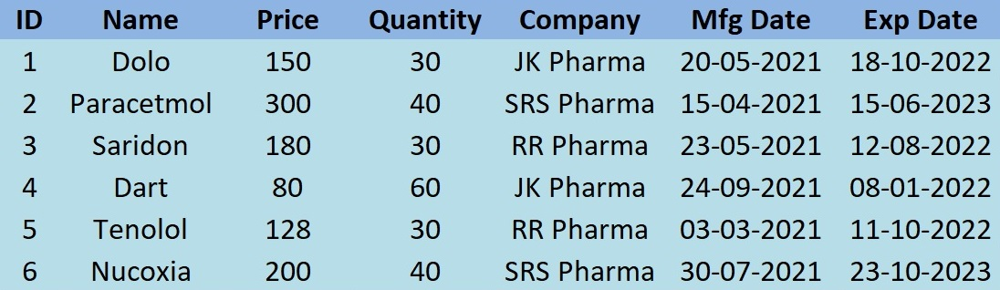 ID Name Price Quantity Company Mfg Date Exp Date
1 Dolo 150 30 JK Pharma 20-05-2021 18-10-2022
2 Paracetmol 300 40 SRS Pharma 15-04-2021 15-06-2023
3 Saridon 180 30 RR Pharma 23-05-2021 12-08-2022
4 Dart 80 60 JK Pharma 24-09-2021 08-01-2022
5 Tenolol 128 30 RR Pharma 03-03-2021 11-10-2022
6 Nucoxia 200 40 SRS Pharma 30-07-2021 23-10-2023